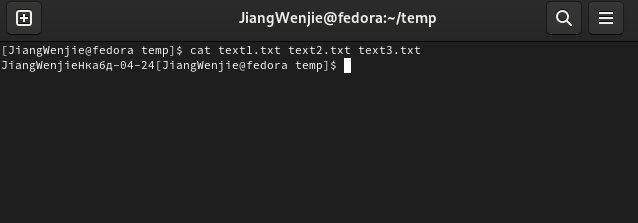 JiangWenjie@fedora:~/temp
[JiangWenjie@fedora temp]$ cat text1.txt text2.txt text3.txt
JiangWenjieНкабд-04-24[JiangWenjie@fedora temp]$